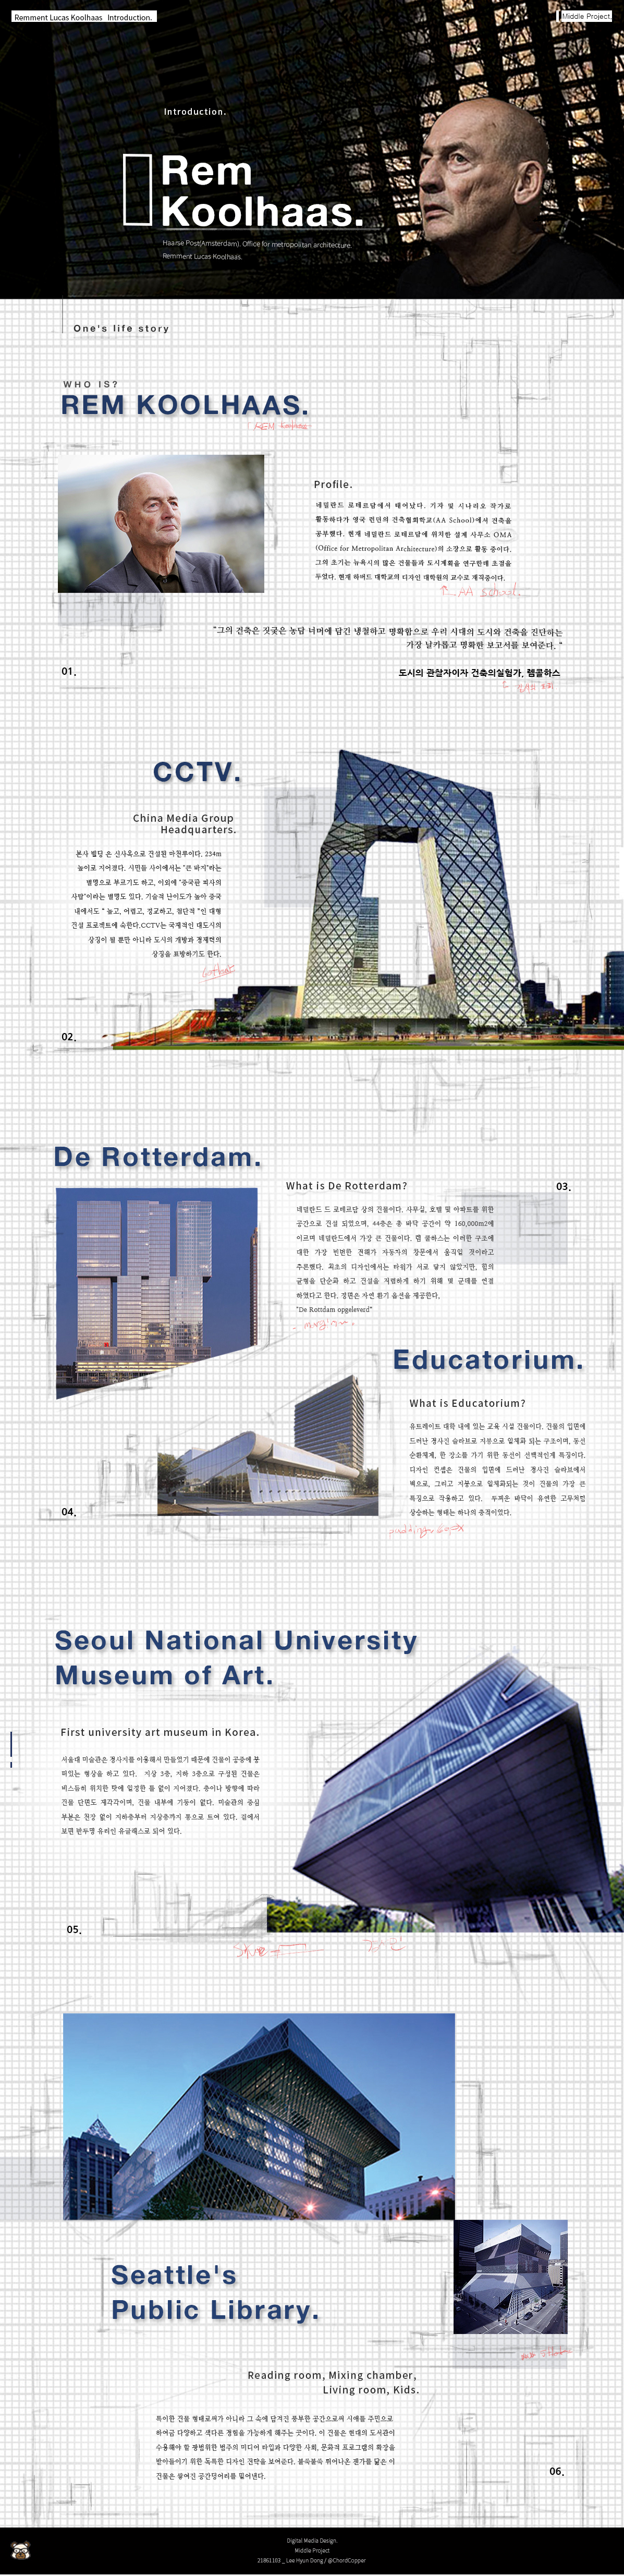 Remment Lucas Koolhaas Introduction.
Middle Project.
Introduction.
Rem
Koolhaas.
Haarse Post(Amsterdam). Office for metropolitan architecture.
Remment Lucas Koolhaas.
One's life story
WHO IS?
REM KOOLHAAS.
REM Koolhaas
Profile.
네덜란드 로테르담에서 태어났다. 기자 및 시나리오 작가로
활동하다가 영국 런던의 건축협회학교(AA School)에서 건축을
공부했다. 현재 네덜란드 로테르담에 위치한 설계 사무소 OMA
(Office for Metropolitan Architecture)의 소장으로 활동 중이다.
그의 초기는 뉴욕시의 많은 건물들과 도시계획을 연구한데 초점을
두었다. 현재 하버드 대학교의 디자인 대학원의 교수로 재직중이다.
AA School.
"그의 건축은 짓궂은 농담 너머에 담긴 냉철하고 명확함으로 우리 시대의 도시와 건축을 진단하는
가장 날카롭고 명확한 보고서를 보여준다. "
01.
도시의 관찰자이자 건축의실험가, 렘콜하스
CCTV.
China Media Group
Headquarters.
본사 빌딩 은 신사옥으로 건설된 마천루이다. 234m
높이로 지어졌다. 시민들 사이에서는 "큰 바지"라는
별명으로 부르기도 하고, 이외에 "중국판 피사의
사탑"이라는 별명도 있다. 기술적 난이도가 높아 중국
내에서도 " 높고, 어렵고, 정교하고, 첨단적 "인 대형
건설 프로젝트에 속한다.CCTV는 국제적인 대도시의
상징이 될 뿐만 아니라 도시의 개방과 경제력의
상징을 표방하기도 한다.
02.
De Rotterdam.
What is De Rotterdam?
03.
네덜란드 드 로테르담 상의 건물이다. 사무실, 호텔 및 아파트를 위한
공간으로 건설 되었으며, 44층은 총 바닥 공간이 약 160,000m2에
이르며 네덜란드에서 가장 큰 건물이다. 렘 쿨하스는 이러한 구조에
대한 가장 빈번한 견해가 자동차의 창문에서 움직일 것이라고
추론했다. 최초의 디자인에서는 타워가 서로 닿지 않았지만, 힘의
균형을 단순화 하고 건설을 저렴하게 하기 위해 몇 군데를 연결
하였다고 한다. 정면은 자연 환기 옵션을 제공한다.
"De Rottdam opgeleverd"
Educatorium.
What is Educatorium?
유트레이트 대학 내에 있는 교육 시설 건물이다. 건물의 입면에
드러난 경사진 슬라브로 지붕으로 일체화 되는 구조이며, 동선
순환체계, 한 장소를 가기 위한 동선이 선택적인게 특징이다.
디자인 컨셉은 건물의 입면에 드러난 경사진 슬라브에서
벽으로, 그리고 지붕으로 일체화되는 것이 건물의 가장 큰
특징으로 작용하고 있다. 두꺼운 바닥이 유연한 고무처럼
상승하는 형태는 하나의 충격이었다.
04.
Seoul National University
Museum of Art.
First university art museum in Korea.
서울대 미술관은 경사지를 이용해서 만들었기 때문에 건물이 공중에 붕
떠있는 형상을 하고 있다. 지상 3층, 지하 3층으로 구성된 건물은
비스듬히 위치한 탓에 일정한 틀 없이 지어졌다. 층이나 방향에 따라
건물 단면도 제각각이며, 건물 내부에 기둥이 없다. 미술관의 중심
부분은 천장 없이 지하층부터 지상층까지 통으로 트여 있다. 겉에서
보면 반투명 유리인 유글래스로 되어 있다.
05.
Seattle's
Public Library.
Reading room, Mixing chamber,
Living room, Kids.
특이한 건물 형태로써가 아니라 그 속에 담겨진 풍부한 공간으로써 시애틀 주민으로
하여금 다양하고 색다른 경험을 가능하게 해주는 곳이다. 이 건물은 현대의 도서관이
수용해야 할 광범위한 범주의 미디어 타입과 다양한 사회, 문화적 프로그램의 확장을
받아들이기 위한 독특한 디자인 전략을 보여준다. 불쑥불쑥 튀어나온 젠가를 닮은 이
건물은 쌓여진 공간덩어리를 밀어낸다.
06.
Digital Media Design.
Middle Project
21861103 _ Lee Hyun Dong / @ChordCopper